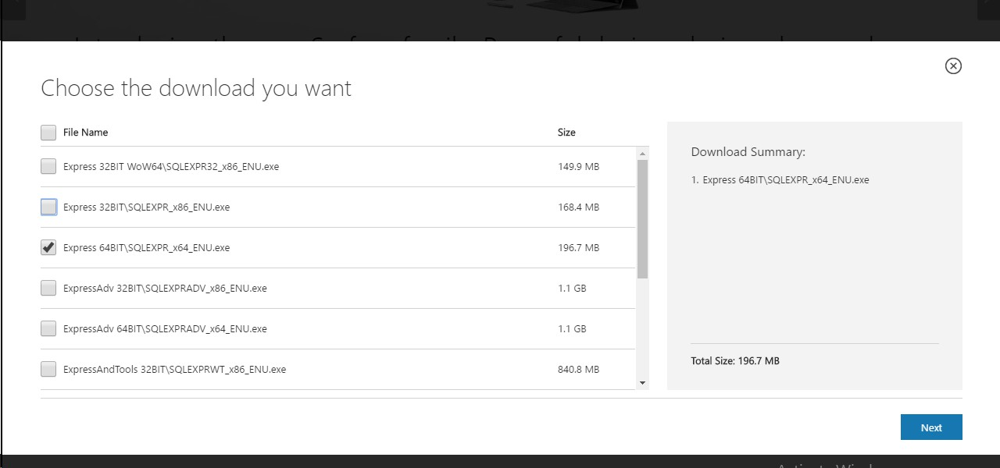 Choose the download you want
File Name Size
Express 32BIT WoW64\SQLEXPR32_x86_ENU.exe 149.9 MB
Express 32BIT\SQLEXPR_x86_ENU.exe 168.4 MB
Express 64BIT\SQLEXPR_x64_ENU.exe 196.7 MB
ExpressAdv 32BIT\SQLEXPRADV_x86_ENU.exe 1.1 GB
ExpressAdv 64BIT\SQLEXPRADV_x64_ENU.exe 1.1 GB
ExpressAndTools 32BIT\SQLEXPRWT_x86_ENU.exe 840.8 MB
Download Summary:
1. Express 64BIT\SQLEXPR_x64_ENU.exe
Total Size: 196.7 MB
Next